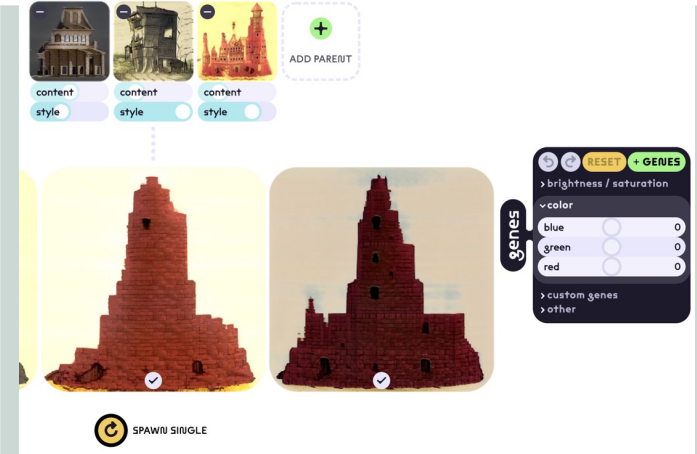 ADD PARENT
content content content
style style style
RESET + GENES
brightness / saturation
color
genes
blue 0
green 0
red 0
custom genes
other
SPAWN SINGLE